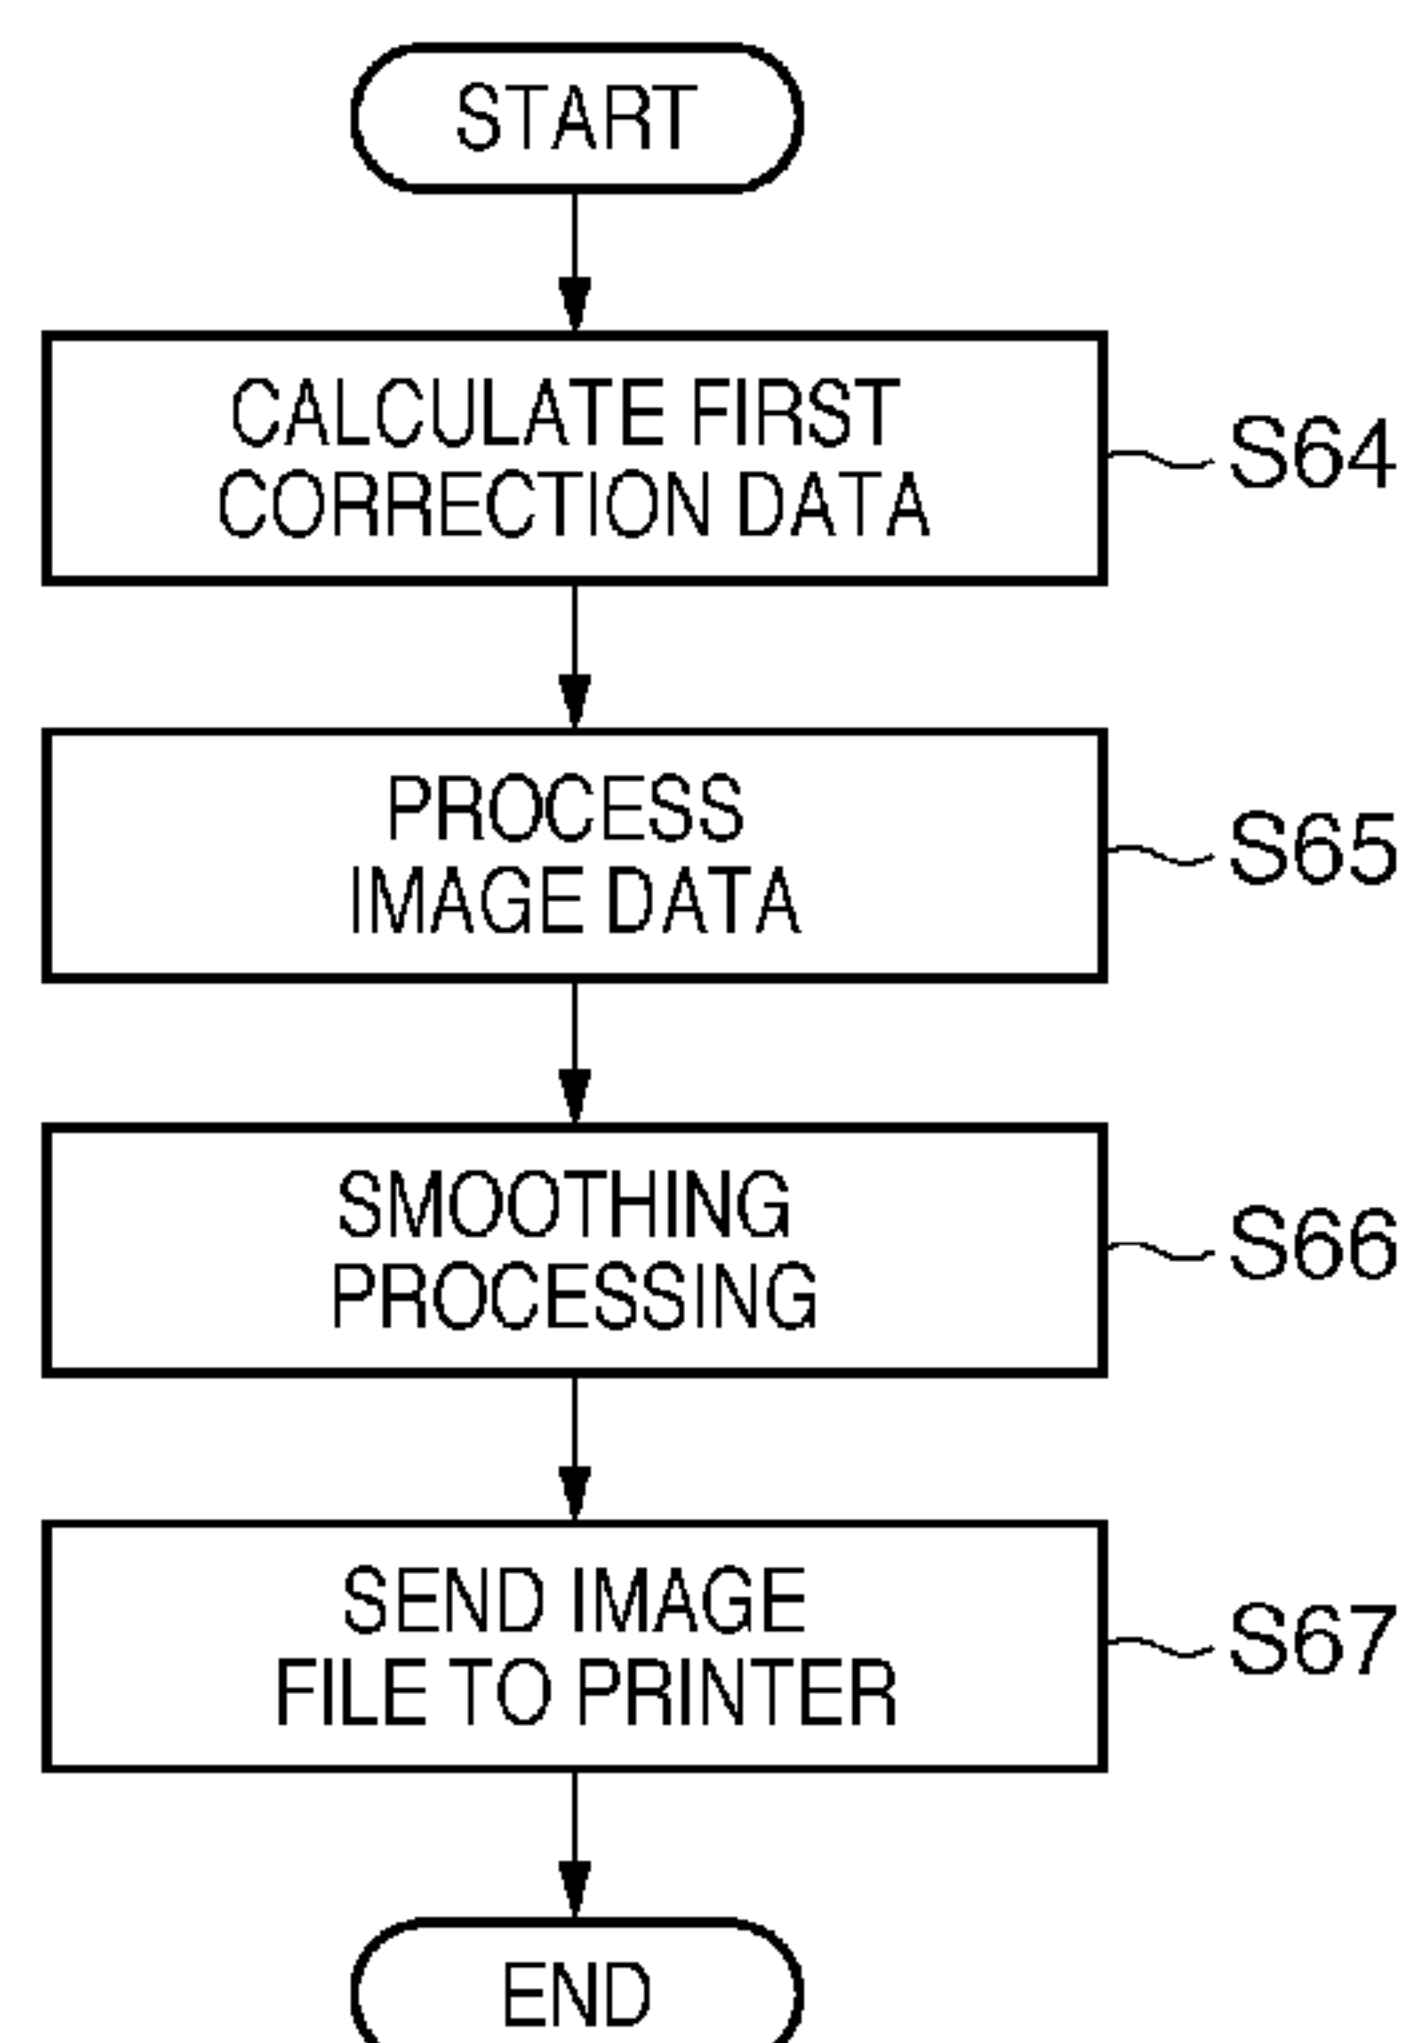 START
CALCULATE FIRST
CORRECTION DATA
S64
PROCESS
IMAGE DATA
S65
SMOOTHING
PROCESSING
S66
SEND IMAGE
FILE TO PRINTER
S67
END